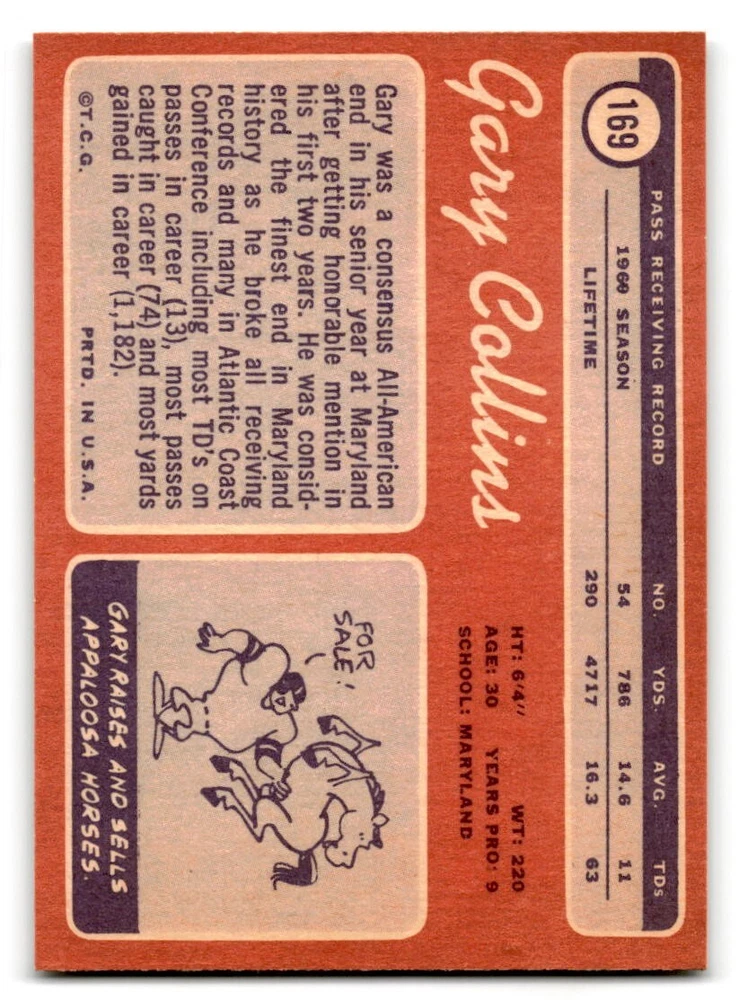 169
PASS RECEIVING RECORD NO. YDS. AVG. TDs
1969 SEASON 54 786 14.6 11
LIFETIME 290 4717 16.3 63
Gary Collins
HT: 6'4" WT: 220
AGE: 30 YEARS PRO: 9
SCHOOL: MARYLAND
Gary was a consensus All-American
end in his senior year at Maryland
after getting honorable mention in
his first two years. He was consid-
ered the finest end in Maryland
history as he broke all receiving
records and many in Atlantic Coast
Conference including most TD's on
passes in career (13), most passes
caught in career (74) and most yards
gained in career (1,182).
©T.C.G. PRTD. IN U.S.A.
FOR
SALE!
GARY RAISES AND SELLS
APPALOOSA HORSES.